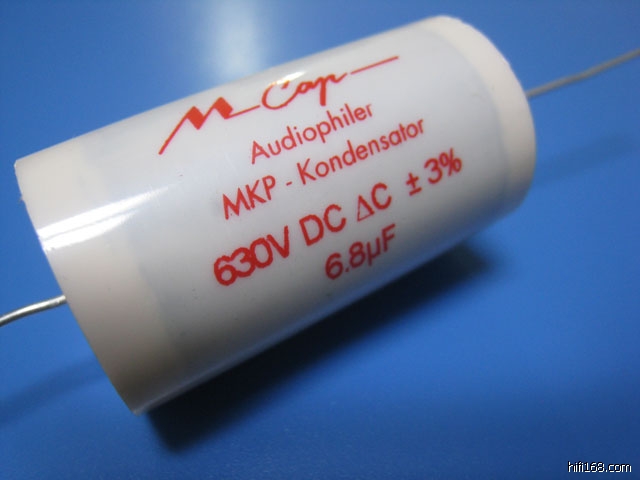 M Cap
Audiophiler
MKP - Kondensator
630V DC ΔC ± 3%
6.8µF
hifi168.com